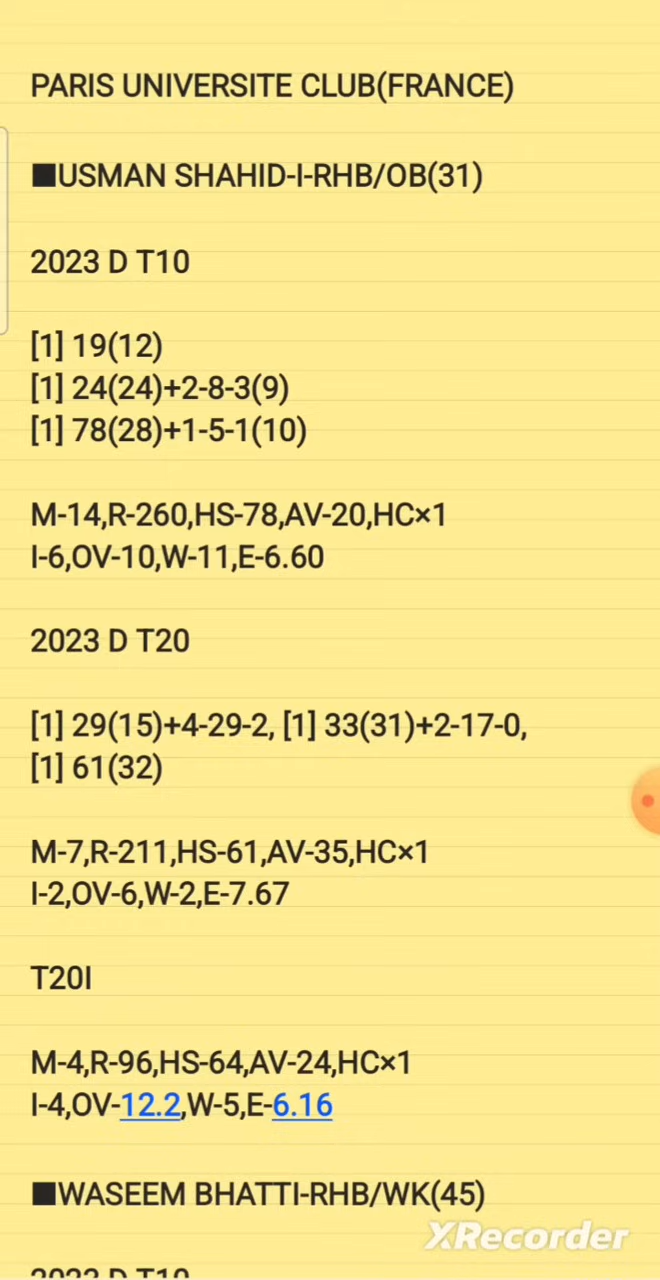 PARIS UNIVERSITE CLUB(FRANCE)
■USMAN SHAHID-I-RHB/OB(31)
2023 D T10
[1] 19(12)
[1] 24(24)+2-8-3(9)
[1] 78(28)+1-5-1(10)
M-14,R-260,HS-78,AV-20,HC×1
I-6,OV-10,W-11,E-6.60
2023 D T20
[1] 29(15)+4-29-2, [1] 33(31)+2-17-0,
[1] 61(32)
M-7,R-211,HS-61,AV-35,HC×1
I-2,OV-6,W-2,E-7.67
T20I
M-4,R-96,HS-64,AV-24,HC×1
I-4,OV-12.2,W-5,E-6.16
■WASEEM BHATTI-RHB/WK(45)
XRecorder
2023 D T10